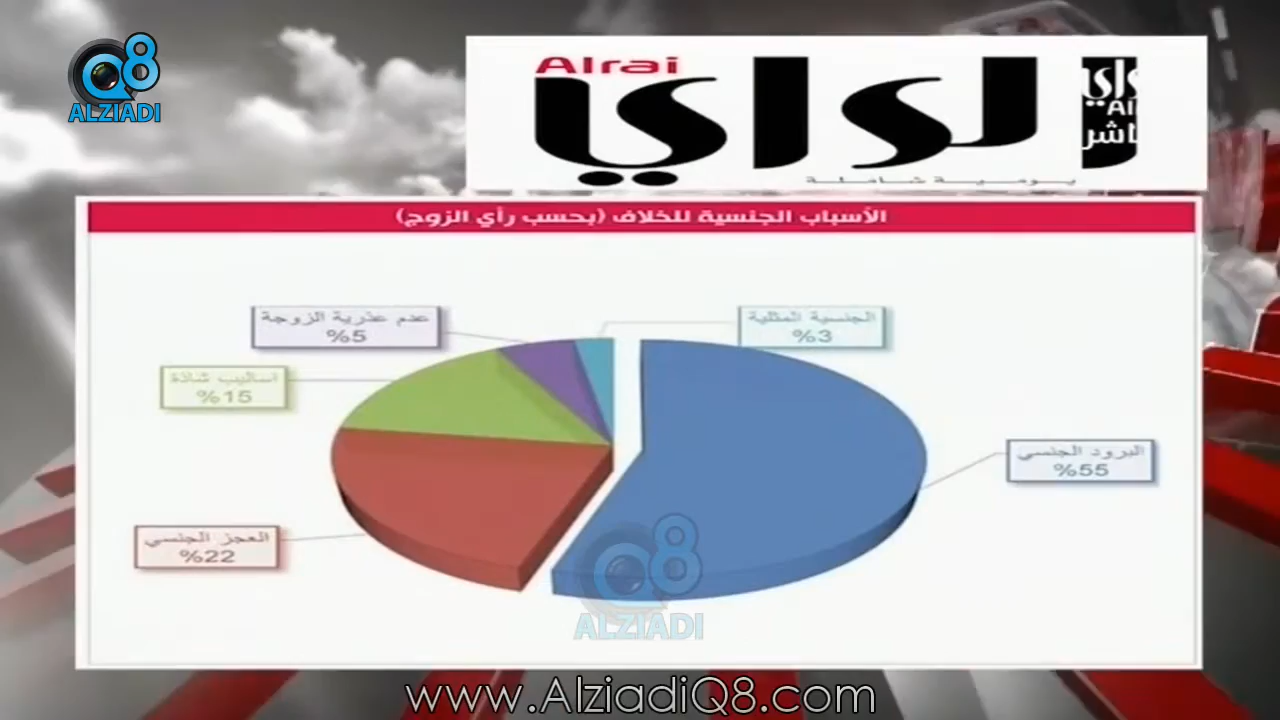 Q8
ALZIADI
Alrai
الراي
يومية شاملة
الأسباب الجنسية للخلاف (بحسب رأي الزوج)
الجنسية المثلية
%3
عدم عذرية الزوجة
%5
اساليب شاذة
%15
البرود الجنسي
%55
العجز الجنسي
%22
Q8
ALZIADI
www.AlziadiQ8.com